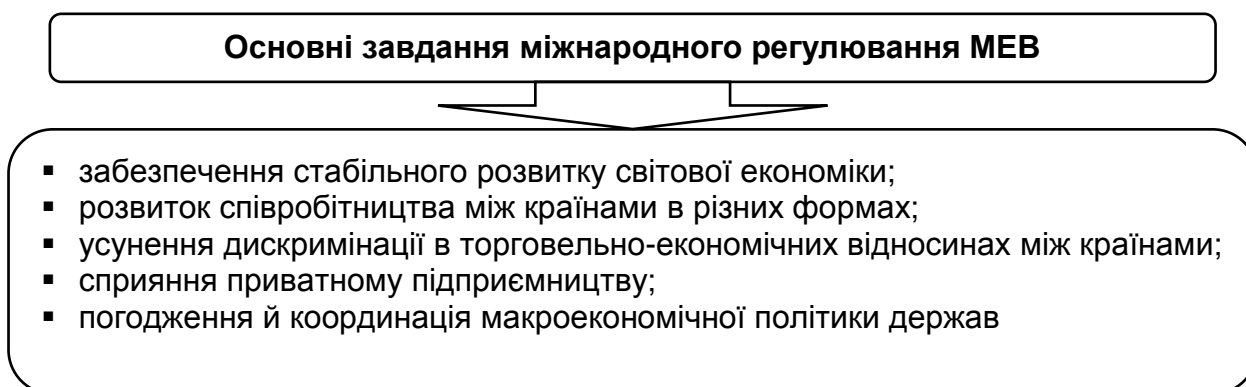 Основні завдання міжнародного регулювання МЕВ
▪ забезпечення стабільного розвитку світової економіки;
▪ розвиток співробітництва між країнами в різних формах;
▪ усунення дискримінації в торговельно-економічних відносинах між країнами;
▪ сприяння приватному підприємництву;
▪ погодження й координація макроекономічної політики держав